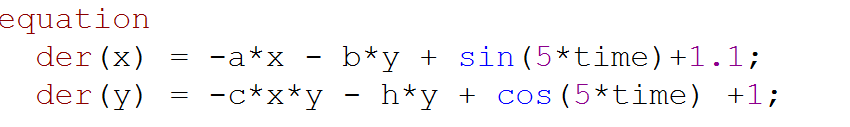 equation
der(x) = -a*x - b*y + sin(5*time)+1.1;
der(y) = -c*x*y - h*y + cos(5*time) +1;